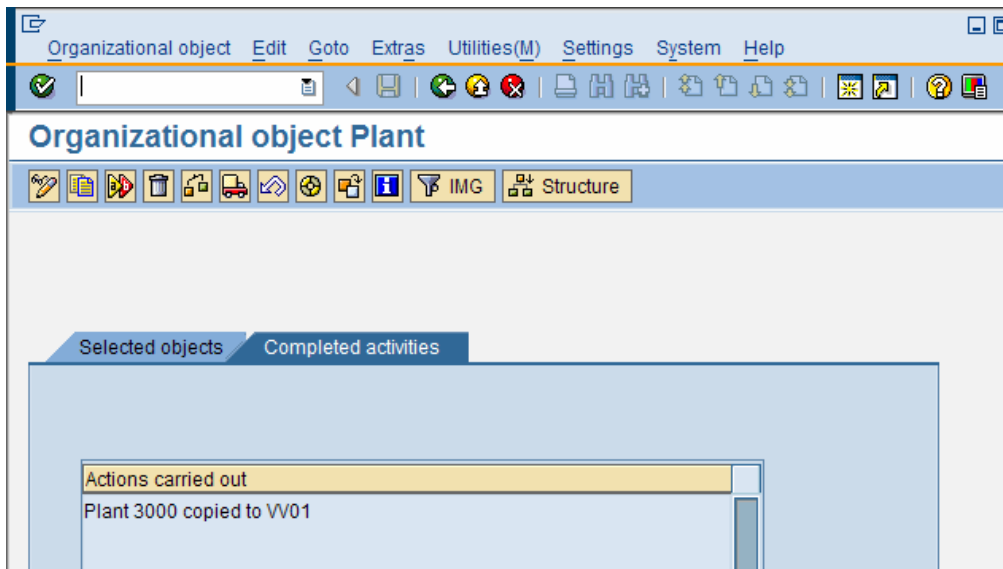 Organizational object Edit Goto Extras Utilities(M) Settings System Help
Organizational object Plant
IMG Structure
Selected objects Completed activities
Actions carried out
Plant 3000 copied to VV01